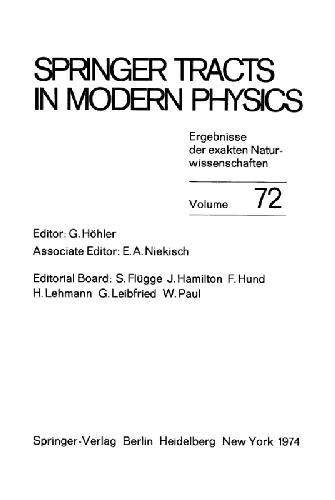 SPRINGER TRACTS
IN MODERN PHYSICS
Ergebnisse
der exakten Natur-
wissenschaften
Volume 72
Editor: G. Höhler
Associate Editor: E.A. Niekisch
Editorial Board: S. Flügge J. Hamilton F. Hund
H. Lehmann G. Leibfried W. Paul
Springer-Verlag Berlin Heidelberg New York 1974